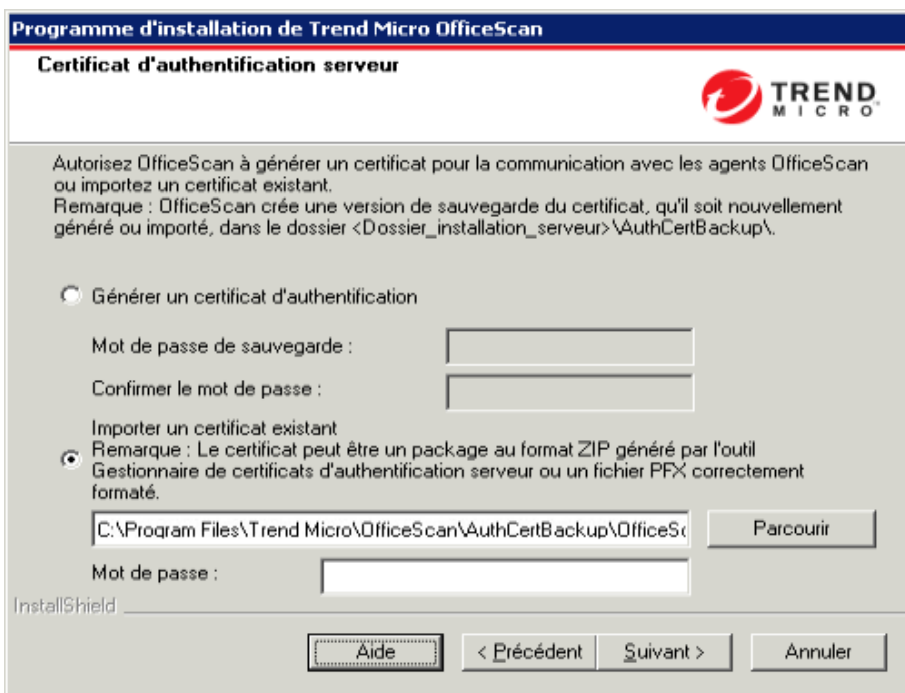 Programme d'installation de Trend Micro OfficeScan
Certificat d'authentification serveur
TREND
MICRO
Autorisez OfficeScan à générer un certificat pour la communication avec les agents OfficeScan
ou importez un certificat existant.
Remarque : OfficeScan crée une version de sauvegarde du certificat, qu'il soit nouvellement
généré ou importé, dans le dossier <Dossier_installation_serveur>\AuthCertBackup\.
Générer un certificat d'authentification
Mot de passe de sauvegarde :
Confirmer le mot de passe :
Importer un certificat existant
Remarque : Le certificat peut être un package au format ZIP généré par l'outil
Gestionnaire de certificats d'authentification serveur ou un fichier PFX correctement
formaté.
C:\Program Files\Trend Micro\OfficeScan\AuthCertBackup\OfficeSc
Parcourir
Mot de passe :
InstallShield
Aide
< Précédent
Suivant >
Annuler